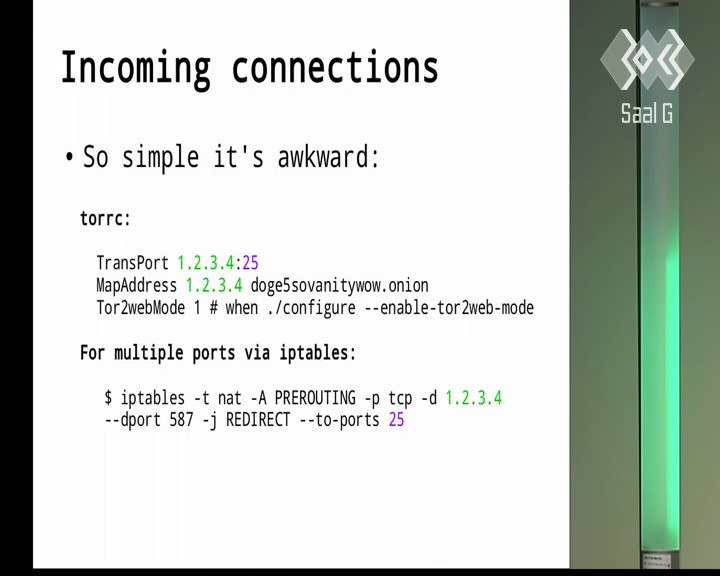 Incoming connections
• So simple it's awkward:
torrc:
TransPort 1.2.3.4:25
MapAddress 1.2.3.4 doge5sovanitywow.onion
Tor2webMode 1 # when ./configure --enable-tor2web-mode
For multiple ports via iptables:
$ iptables -t nat -A PREROUTING -p tcp -d 1.2.3.4
--dport 587 -j REDIRECT --to-ports 25
Saal G